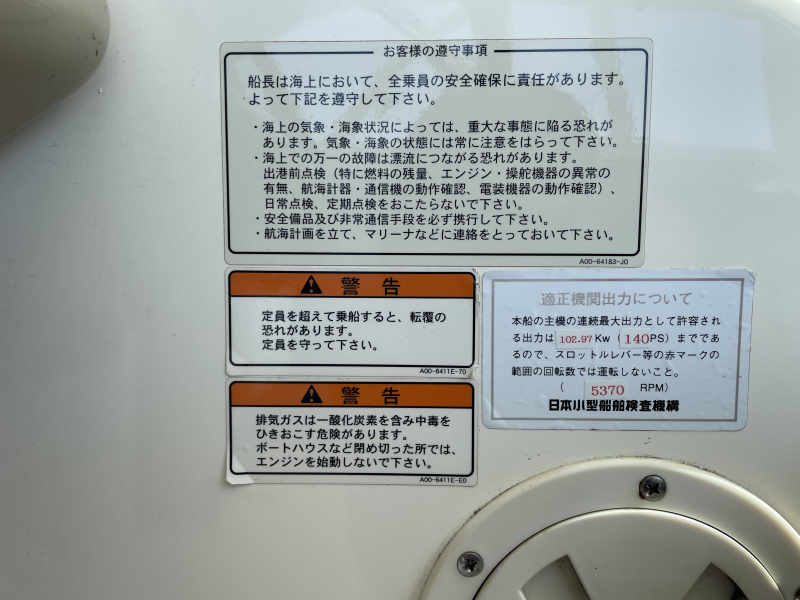 お客様の遵守事項
船長は海上において、全乗員の安全確保に責任があります。
よって下記を遵守して下さい。
・海上の気象・海象状況によっては、重大な事態に陥る恐れが
あります。気象・海象の状態には常に注意をはらって下さい。
・海上での万一の故障は漂流につながる恐れがあります。
出港前点検（特に燃料の残量、エンジン・操舵機器の異常の
有無、航海計器・通信機の動作確認、電装機器の動作確認）、
日常点検、定期点検をおこたらないで下さい。
・安全備品及び非常通信手段を必ず携行して下さい。
・航海計画を立て、マリーナなどに連絡をとっておいて下さい。
A00-64183-J0
警告
定員を超えて乗船すると、転覆の
恐れがあります。
定員を守って下さい。
A00-6411E-70
警告
排気ガスは一酸化炭素を含み中毒を
ひきおこす危険があります。
ボートハウスなど閉め切った所では、
エンジンを始動しないで下さい。
A00-6411E-E0
適正機関出力について
本船の主機の連続最大出力として許容され
る出力は 102.97 Kw（140PS）までであ
るので、スロットルレバー等の赤マークの
範囲の回転数では運転しないこと。
（ 5370 RPM）
日本小型船舶検査機構